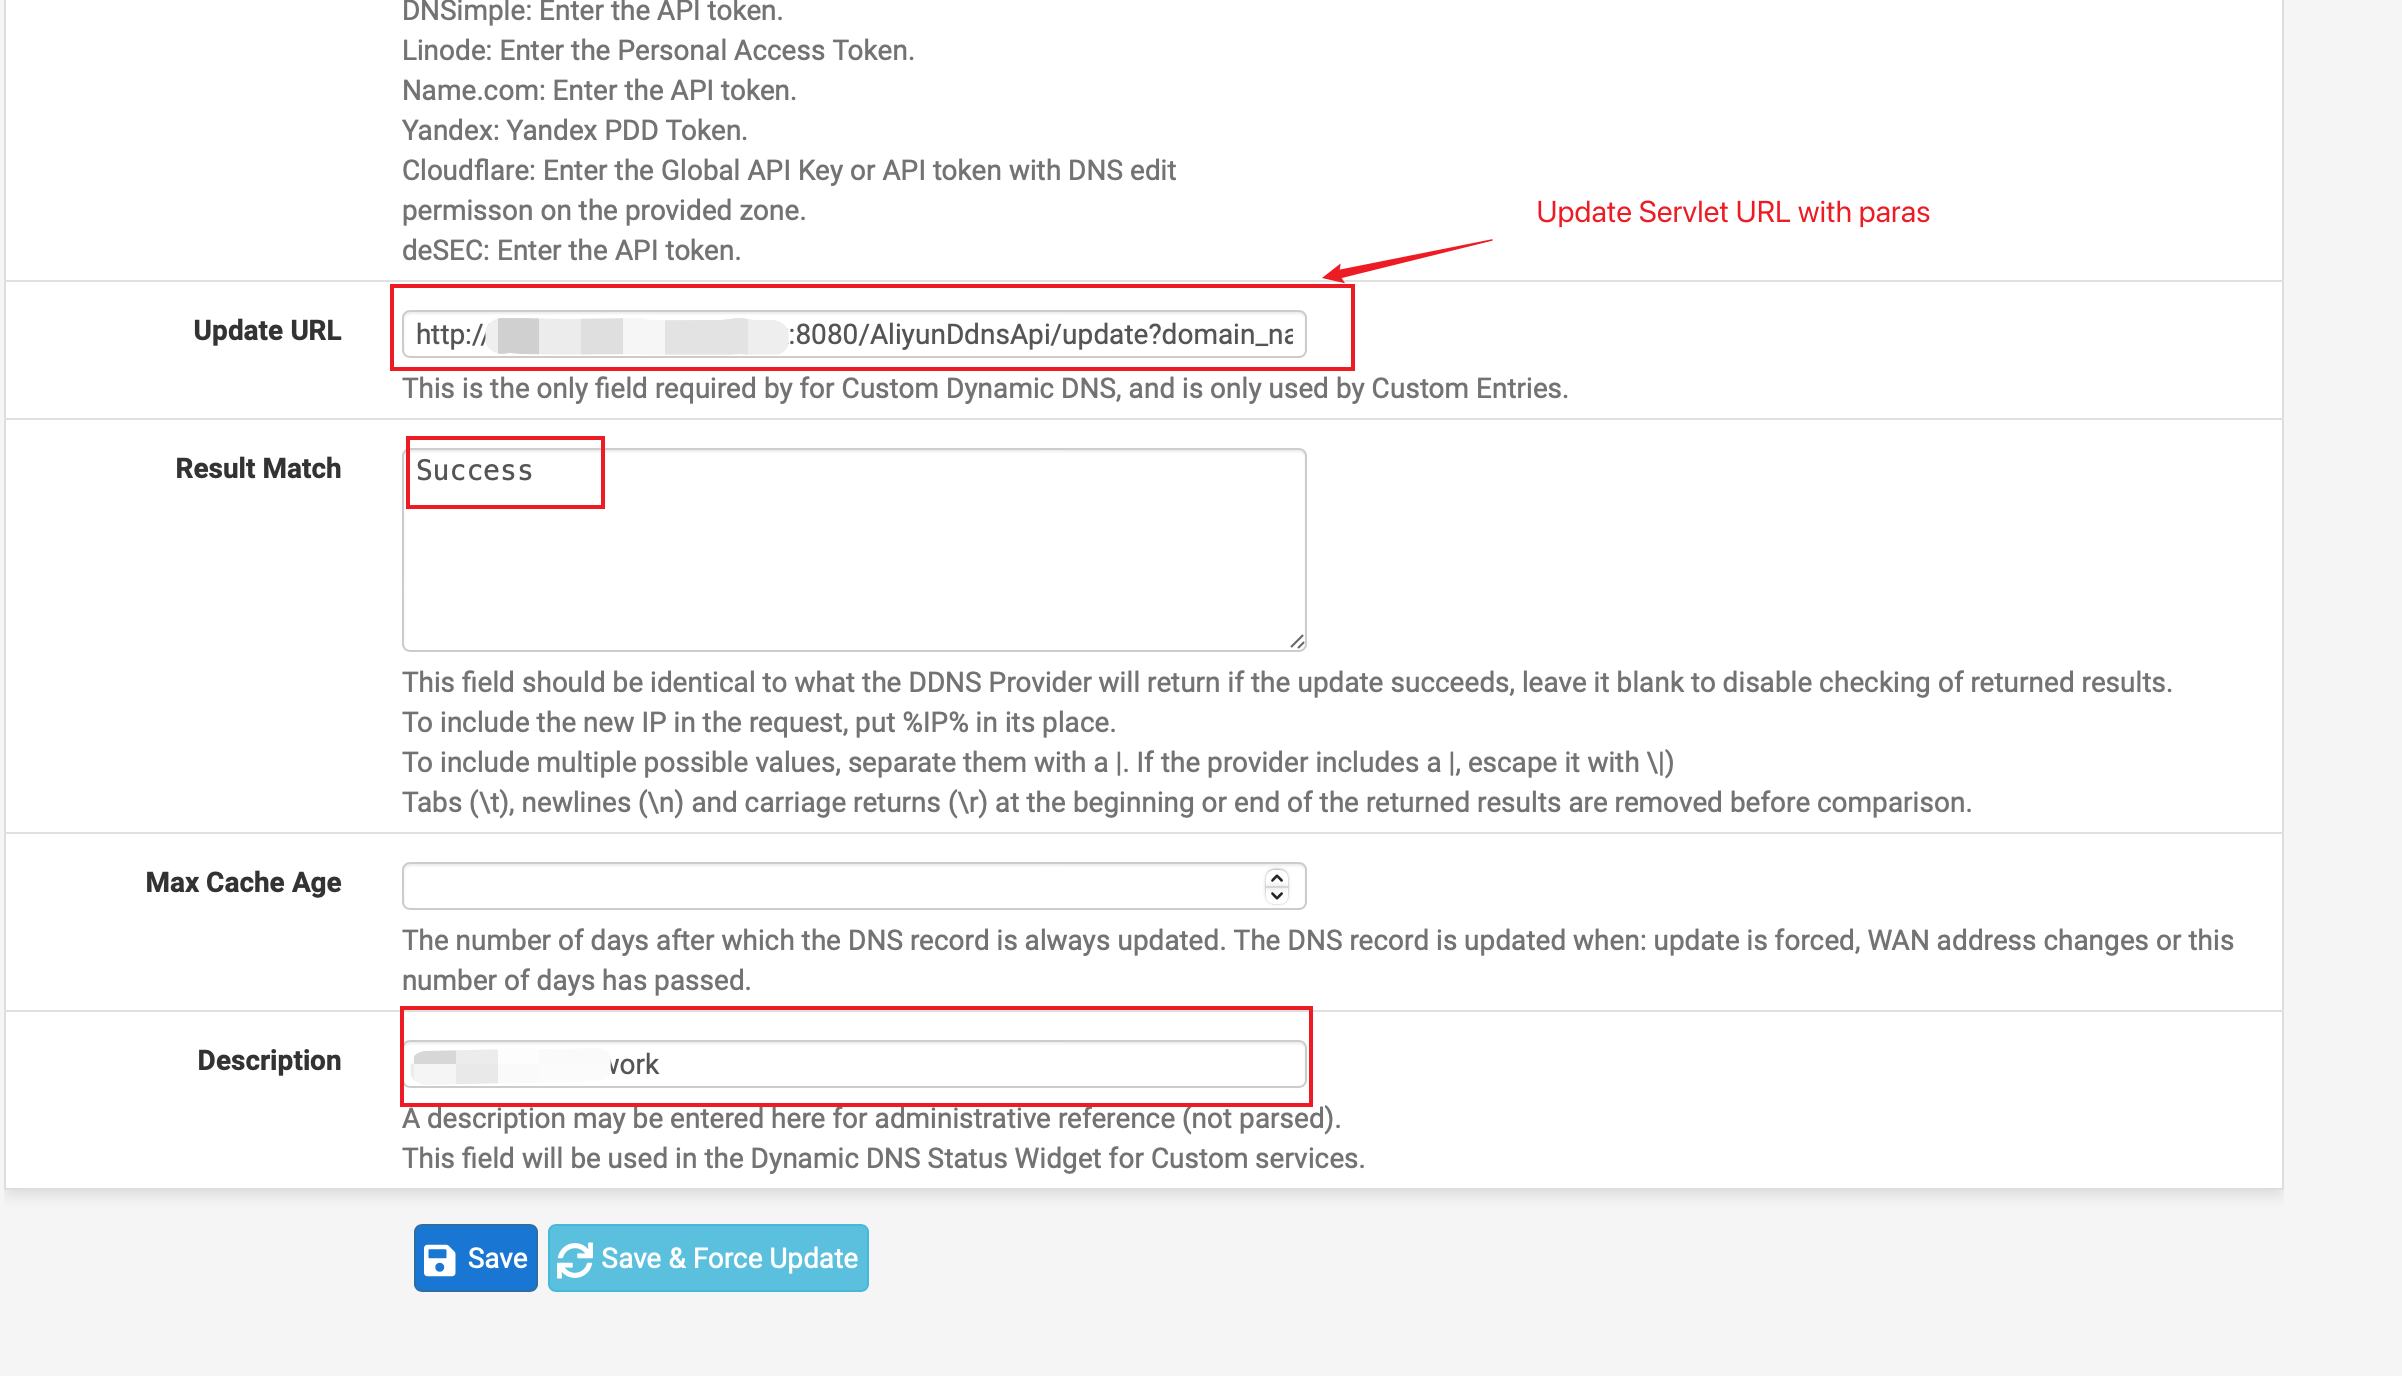 DNSimple: Enter the API token.
Linode: Enter the Personal Access Token.
Name.com: Enter the API token.
Yandex: Yandex PDD Token.
Cloudflare: Enter the Global API Key or API token with DNS edit
permisson on the provided zone.
deSEC: Enter the API token.
Update Servlet URL with paras
Update URL
http:// :8080/AliyunDdnsApi/update?domain_na
This is the only field required by for Custom Dynamic DNS, and is only used by Custom Entries.
Result Match
Success
This field should be identical to what the DDNS Provider will return if the update succeeds, leave it blank to disable checking of returned results.
To include the new IP in the request, put %IP% in its place.
To include multiple possible values, separate them with a |. If the provider includes a |, escape it with \|)
Tabs (\t), newlines (\n) and carriage returns (\r) at the beginning or end of the returned results are removed before comparison.
Max Cache Age
The number of days after which the DNS record is always updated. The DNS record is updated when: update is forced, WAN address changes or this
number of days has passed.
Description
work
A description may be entered here for administrative reference (not parsed).
This field will be used in the Dynamic DNS Status Widget for Custom services.
Save
Save & Force Update